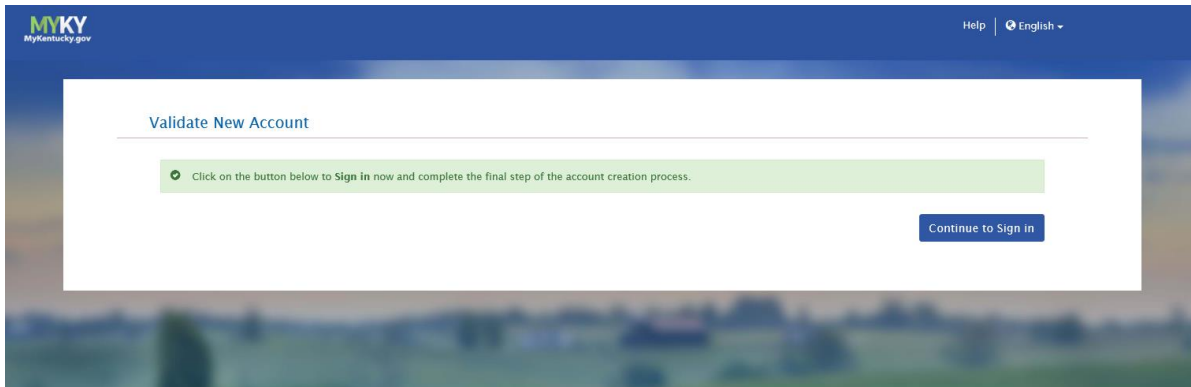 MYKY
MyKentucky.gov
Help
English
Validate New Account
Click on the button below to Sign in now and complete the final step of the account creation process.
Continue to Sign in